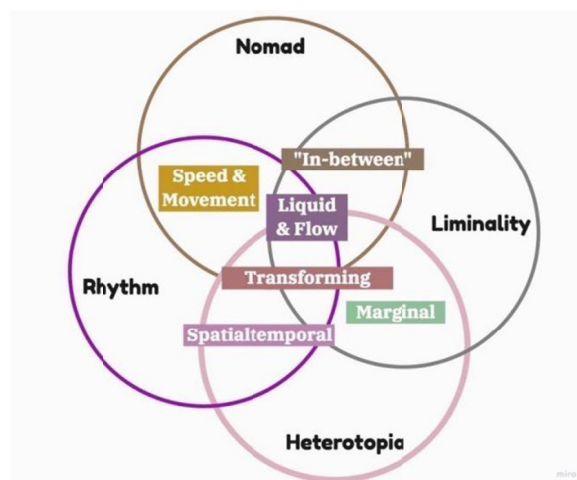 Nomad
"In-between"
Speed &
Movement
Liquid
& Flow
Liminality
Transforming
Rhythm
Marginal
Spatialtemporal
Heterotopia
miro